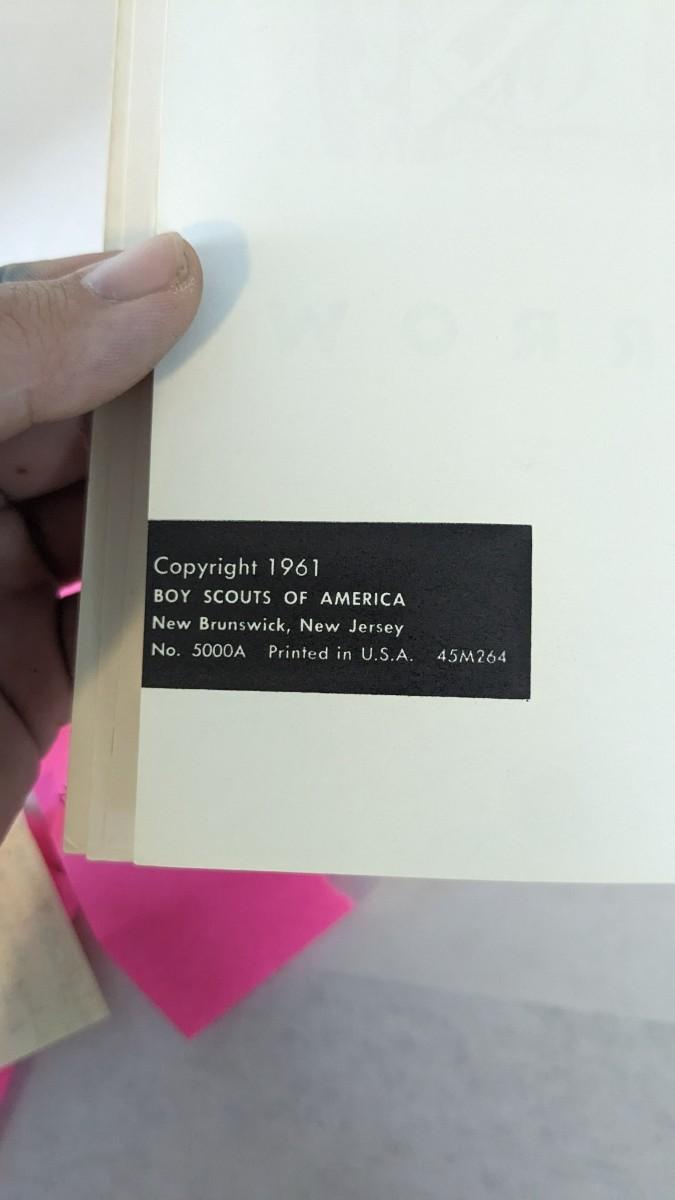 Copyright 1961
BOY SCOUTS OF AMERICA
New Brunswick, New Jersey
No. 5000A Printed in U.S.A. 45M264